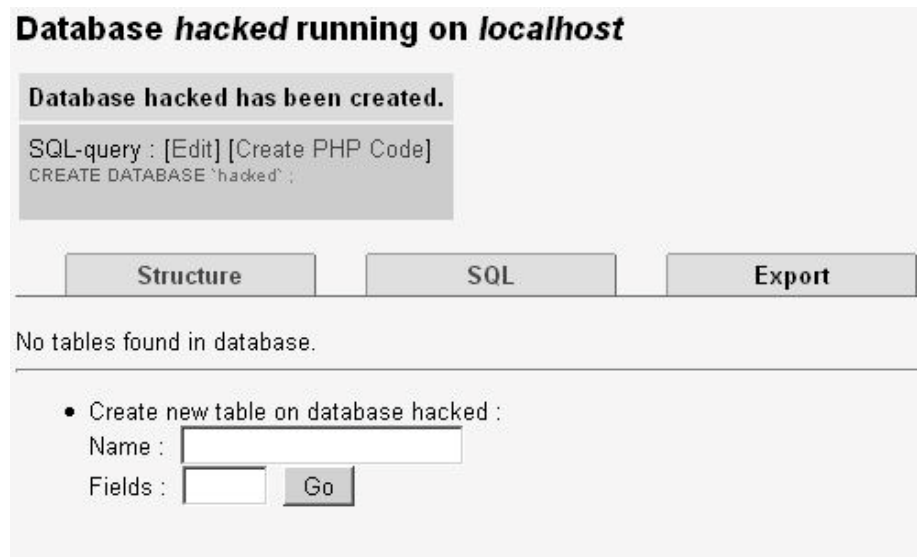 Database hacked running on localhost
Database hacked has been created.
SQL-query : [Edit] [Create PHP Code]
CREATE DATABASE `hacked` ;
Structure SQL Export
No tables found in database.
• Create new table on database hacked :
Name :
Fields : Go